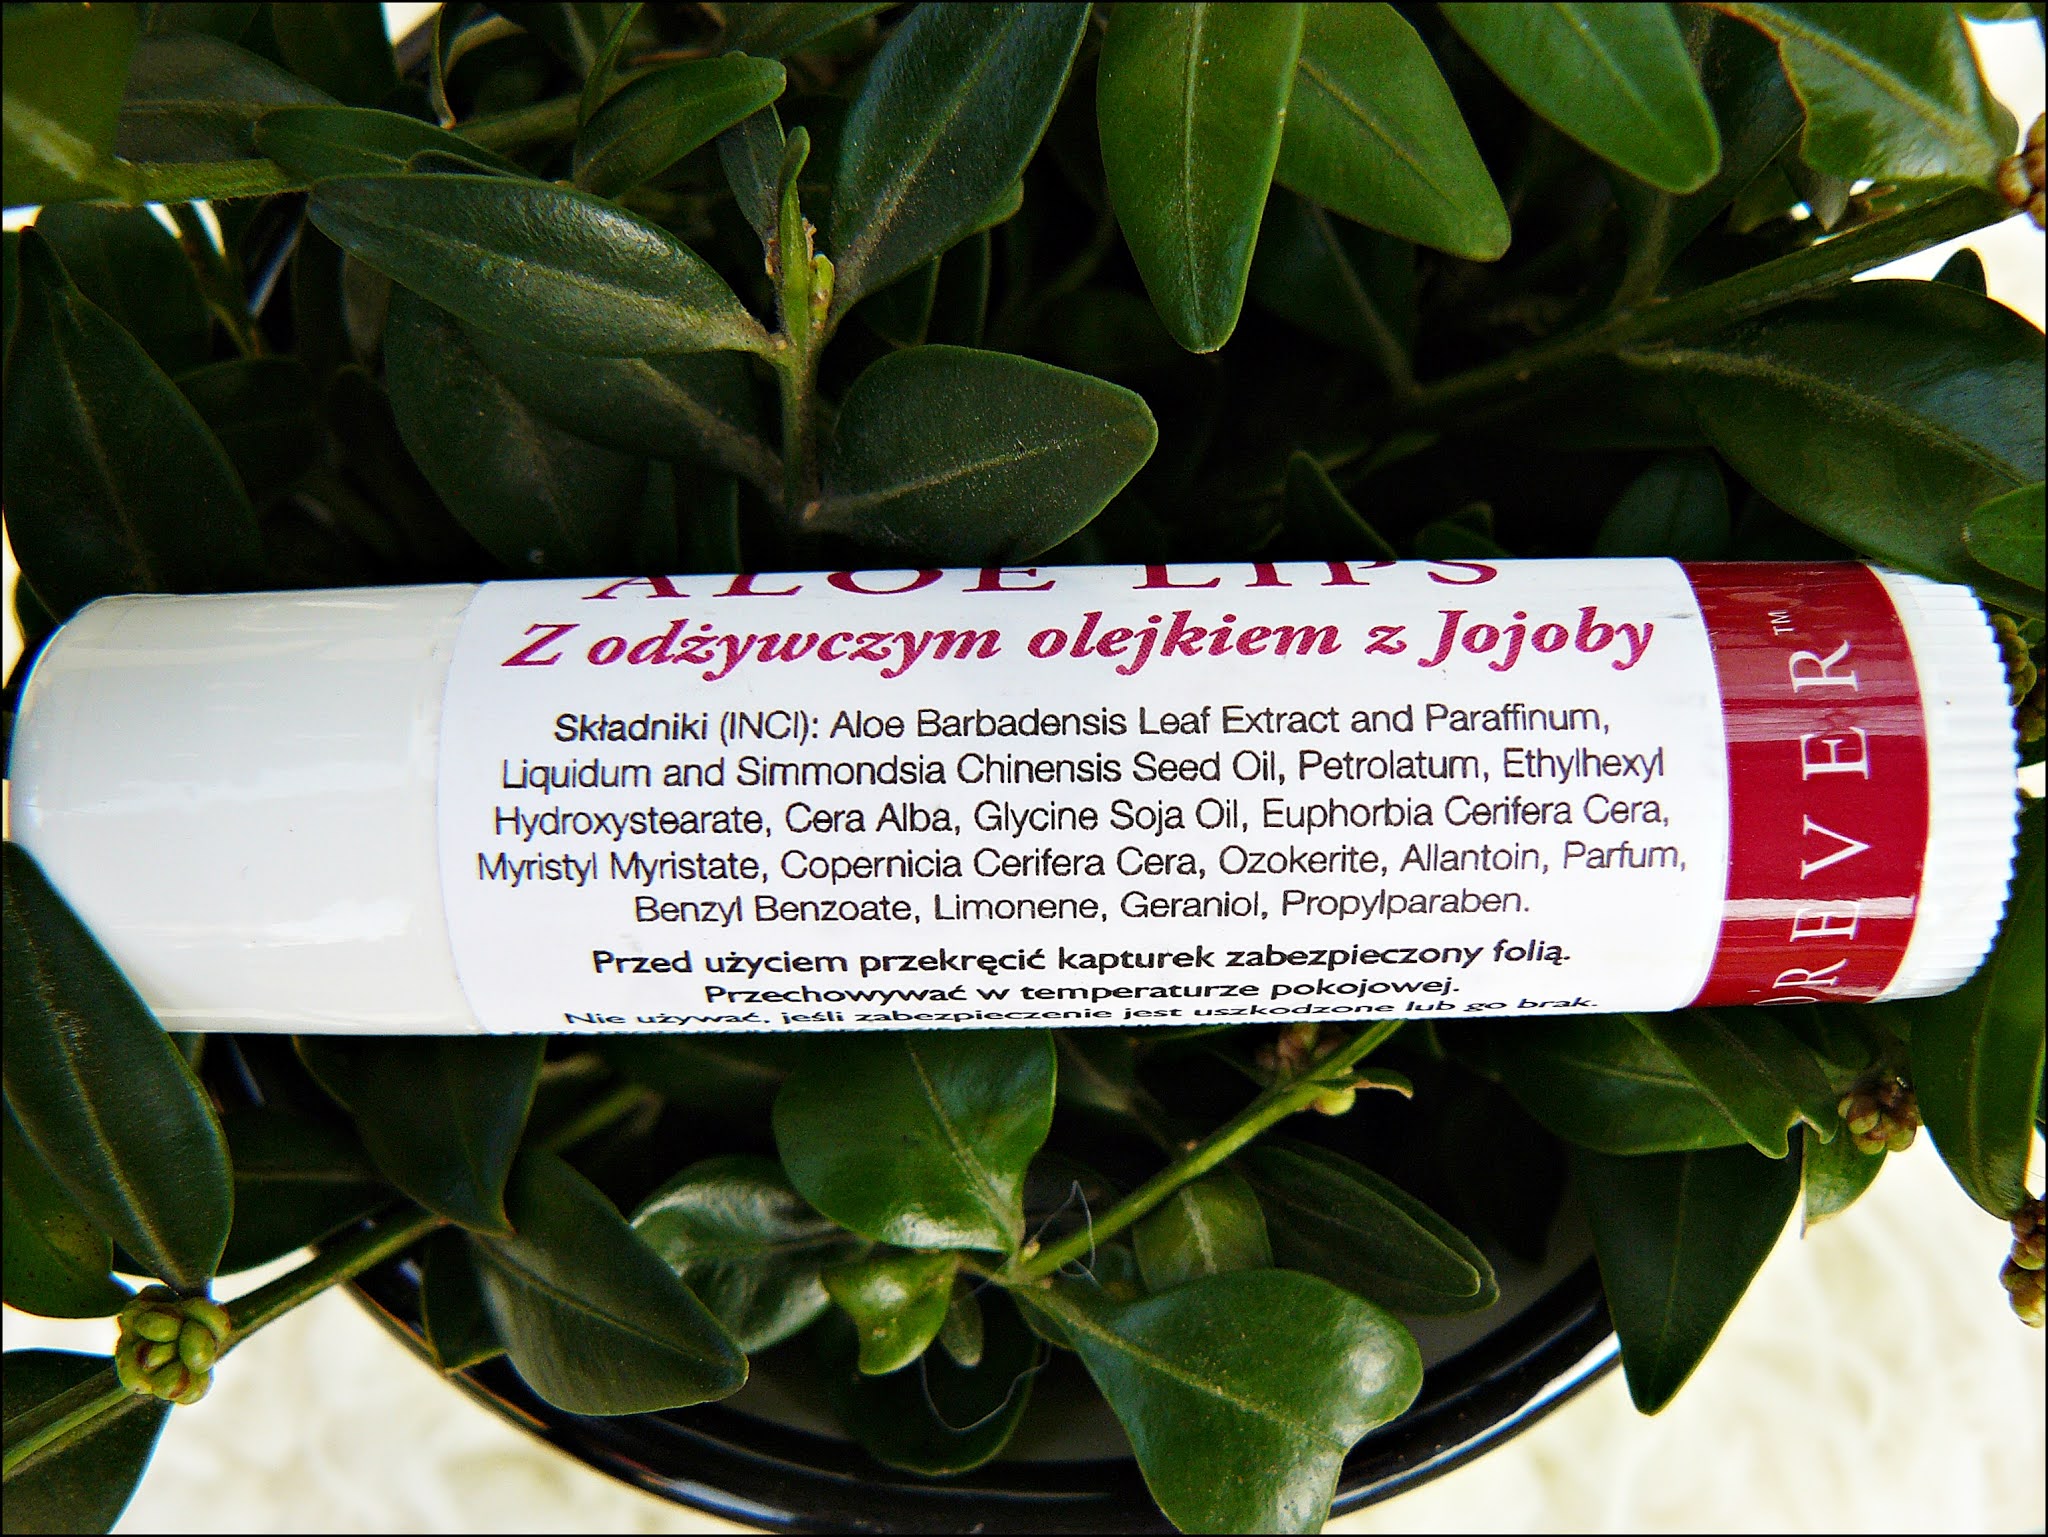 ALOE LIPS
Z odżywczym olejkiem z Jojoby
Składniki (INCI): Aloe Barbadensis Leaf Extract and Paraffinum,
Liquidum and Simmondsia Chinensis Seed Oil, Petrolatum, Ethylhexyl
Hydroxystearate, Cera Alba, Glycine Soja Oil, Euphorbia Cerifera Cera,
Myristyl Myristate, Copernicia Cerifera Cera, Ozokerite, Allantoin, Parfum,
Benzyl Benzoate, Limonene, Geraniol, Propylparaben.
Przed użyciem przekręcić kapturek zabezpieczony folią.
Przechowywać w temperaturze pokojowej.
Nie używać, jeśli zabezpieczenie jest uszkodzone lub go brak.
FOREVER™